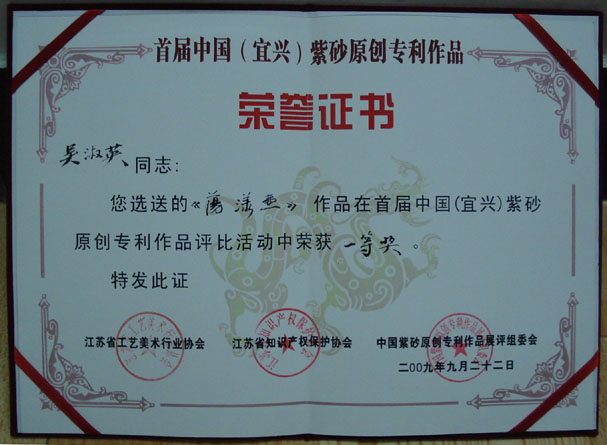 首届中国(宜兴)紫砂原创专利作品
荣誉证书
吴淑英同志:
您选送的《 》作品在首届中国(宜兴)紫砂
原创专利作品评比活动中荣获 一等奖 。
特发此证
江苏省工艺美术行业协会 江苏省知识产权保护协会 中国紫砂原创专利作品展评组委会
二00九年九月二十二日